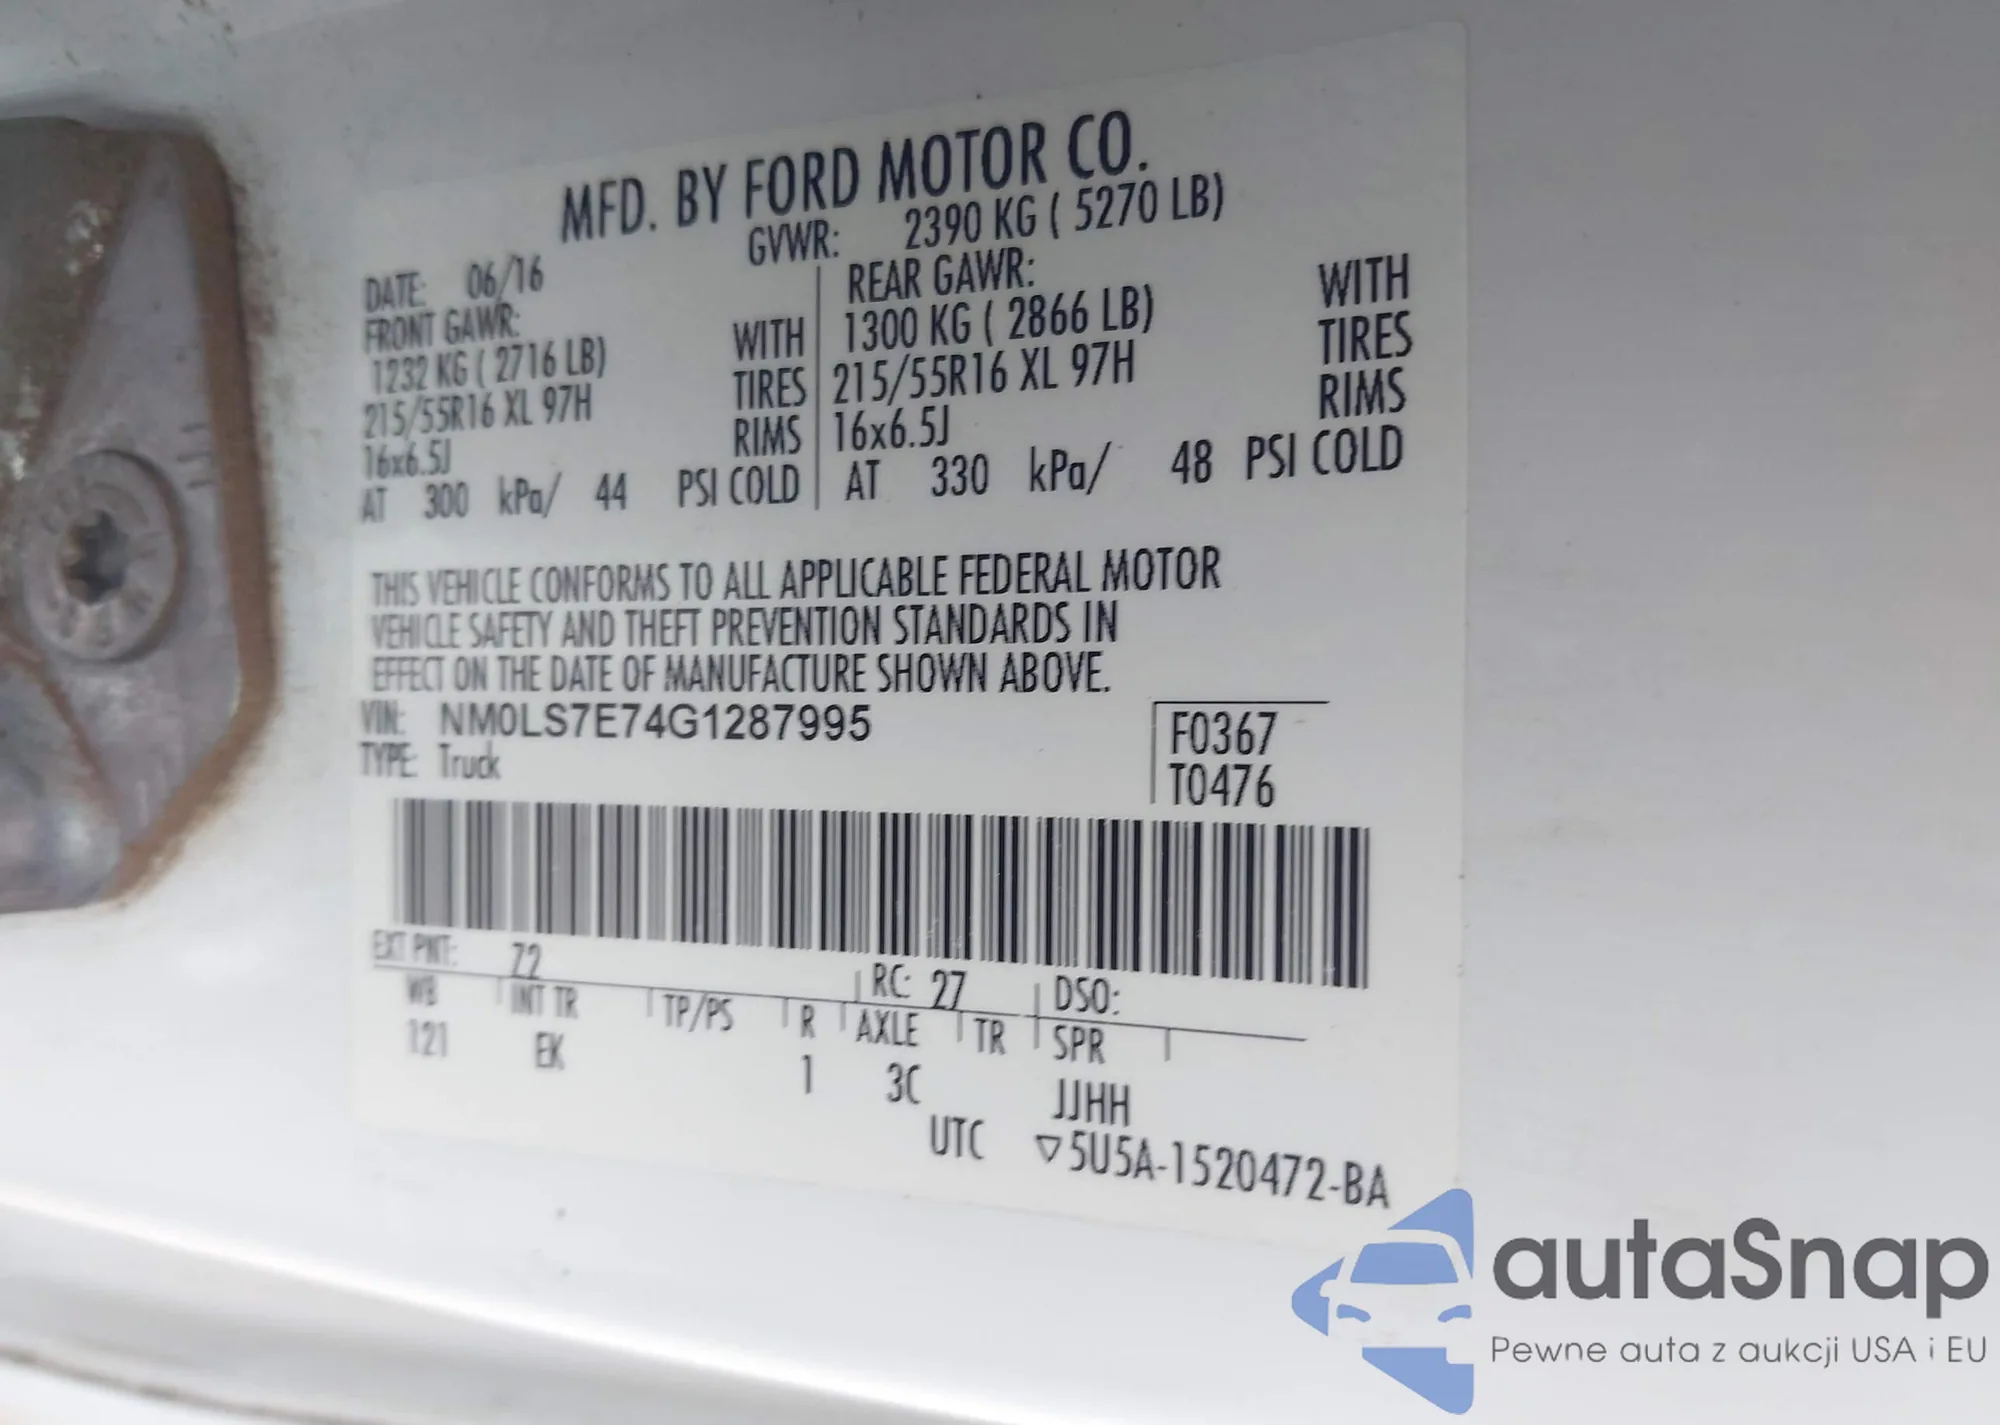 MFD. BY FORD MOTOR CO.
DATE: 06/16 GVWR: 2390 KG ( 5270 LB)
FRONT GAWR: REAR GAWR:
1232 KG ( 2716 LB) WITH 1300 KG ( 2866 LB) WITH
215/55R16 XL 97H TIRES 215/55R16 XL 97H TIRES
16x6.5J RIMS 16x6.5J RIMS
AT 300 kPa/ 44 PSI COLD AT 330 kPa/ 48 PSI COLD
THIS VEHICLE CONFORMS TO ALL APPLICABLE FEDERAL MOTOR
VEHICLE SAFETY AND THEFT PREVENTION STANDARDS IN
EFFECT ON THE DATE OF MANUFACTURE SHOWN ABOVE.
VIN: NM0LS7E74G1287995 F0367
TYPE: Truck T0476
EXT PNT: Z2 RC: 27 DSO:
WB INT TR TP/PS R AXLE TR SPR
121 EK 1 3C JJHH
UTC ▽5U5A-1520472-BA
autaSnap
Pewne auta z aukcji USA i EU